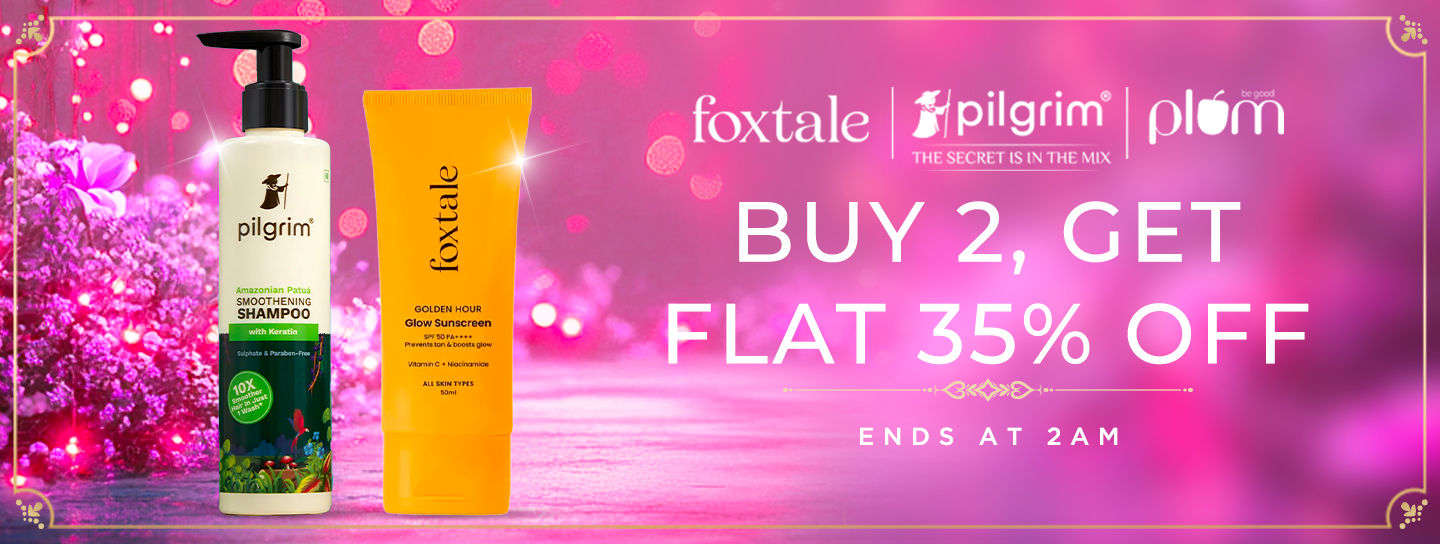 pilgrim®
Amazonian Patuá
SMOOTHENING
SHAMPOO
with Keratin
Sulphate & Paraben-Free
10X
Smoother
Hair In Just
1 Wash*
foxtale
GOLDEN HOUR
Glow Sunscreen
SPF 50 PA++++
Prevents tan & boosts glow
Vitamin C + Niacinamide
ALL SKIN TYPES
50ml
foxtale
pilgrim®
THE SECRET IS IN THE MIX
be good
plum
BUY 2, GET
FLAT 35% OFF
ENDS AT 2AM